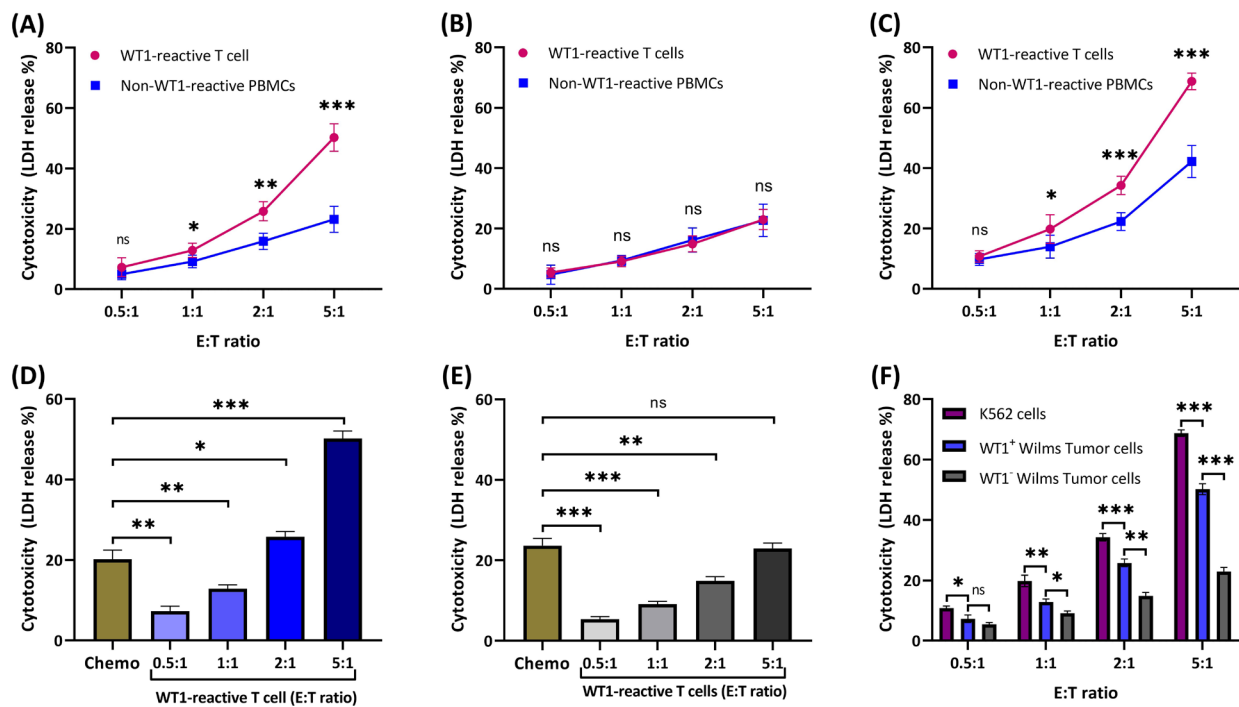 (A)
WT1-reactive T cell
Non-WT1-reactive PBMCs
Cytotoxicity (LDH release %)
80
60
40
20
0
ns
*
**
***
0.5:1 1:1 2:1 5:1
E:T ratio
(B)
WT1-reactive T cells
Non-WT1-reactive PBMCs
Cytotoxicity (LDH release %)
80
60
40
20
0
ns
ns
ns
ns
0.5:1 1:1 2:1 5:1
E:T ratio
(C)
WT1-reactive T cells
Non-WT1-reactive PBMCs
Cytotoxicity (LDH release %)
80
60
40
20
0
ns
*
***
***
0.5:1 1:1 2:1 5:1
E:T ratio
(D)
Cytotoxicity (LDH release %)
60
40
20
0
***
*
**
**
Chemo 0.5:1 1:1 2:1 5:1
WT1-reactive T cell (E:T ratio)
(E)
Cytotoxicity (LDH release %)
60
40
20
0
ns
**
***
***
Chemo 0.5:1 1:1 2:1 5:1
WT1-reactive T cells (E:T ratio)
(F)
K562 cells
WT1⁺ Wilms Tumor cells
WT1⁻ Wilms Tumor cells
Cytotoxicity (LDH release %)
80
60
40
20
0
* ns
** *
*** **
*** ***
0.5:1 1:1 2:1 5:1
E:T ratio